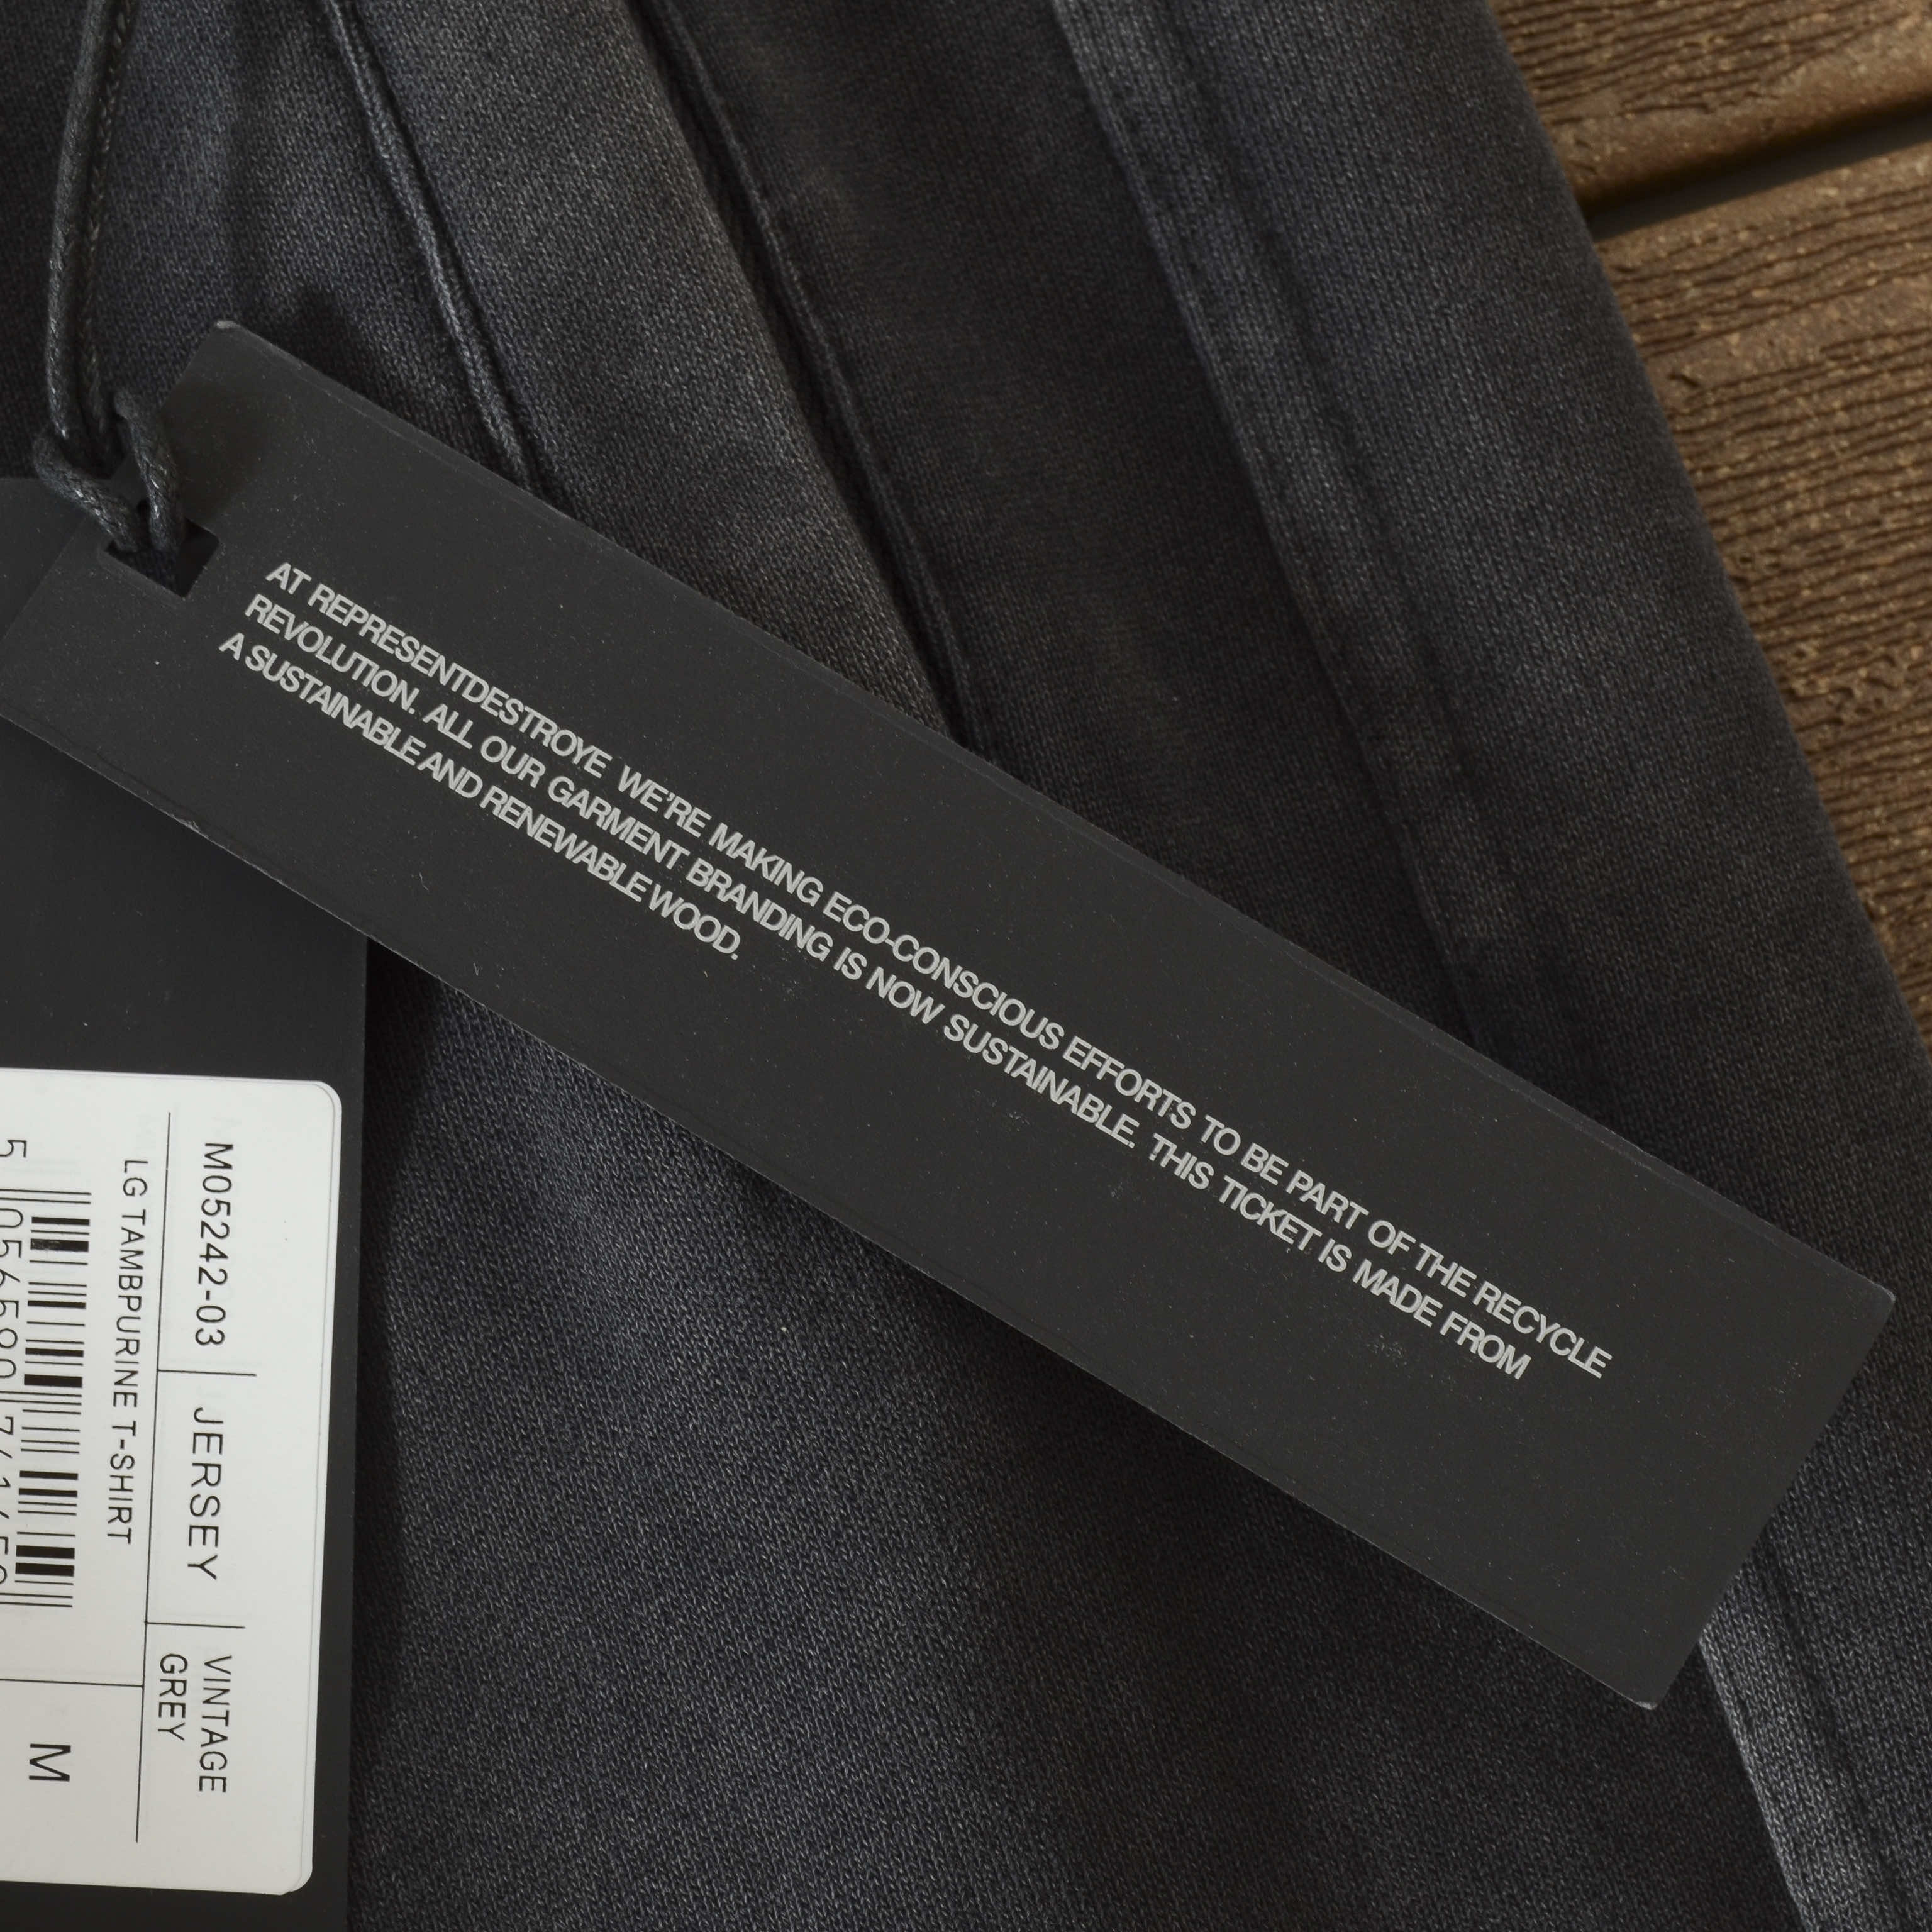 AT REPRESENTDESTROYE WE'RE MAKING ECO-CONSCIOUS EFFORTS TO BE PART OF THE RECYCLE
REVOLUTION. ALL OUR GARMENT BRANDING IS NOW SUSTAINABLE. THIS TICKET IS MADE FROM
A SUSTAINABLE AND RENEWABLE WOOD.
M05242-03
JERSEY
VINTAGE
GREY
LG TAMBPURINE T-SHIRT
M